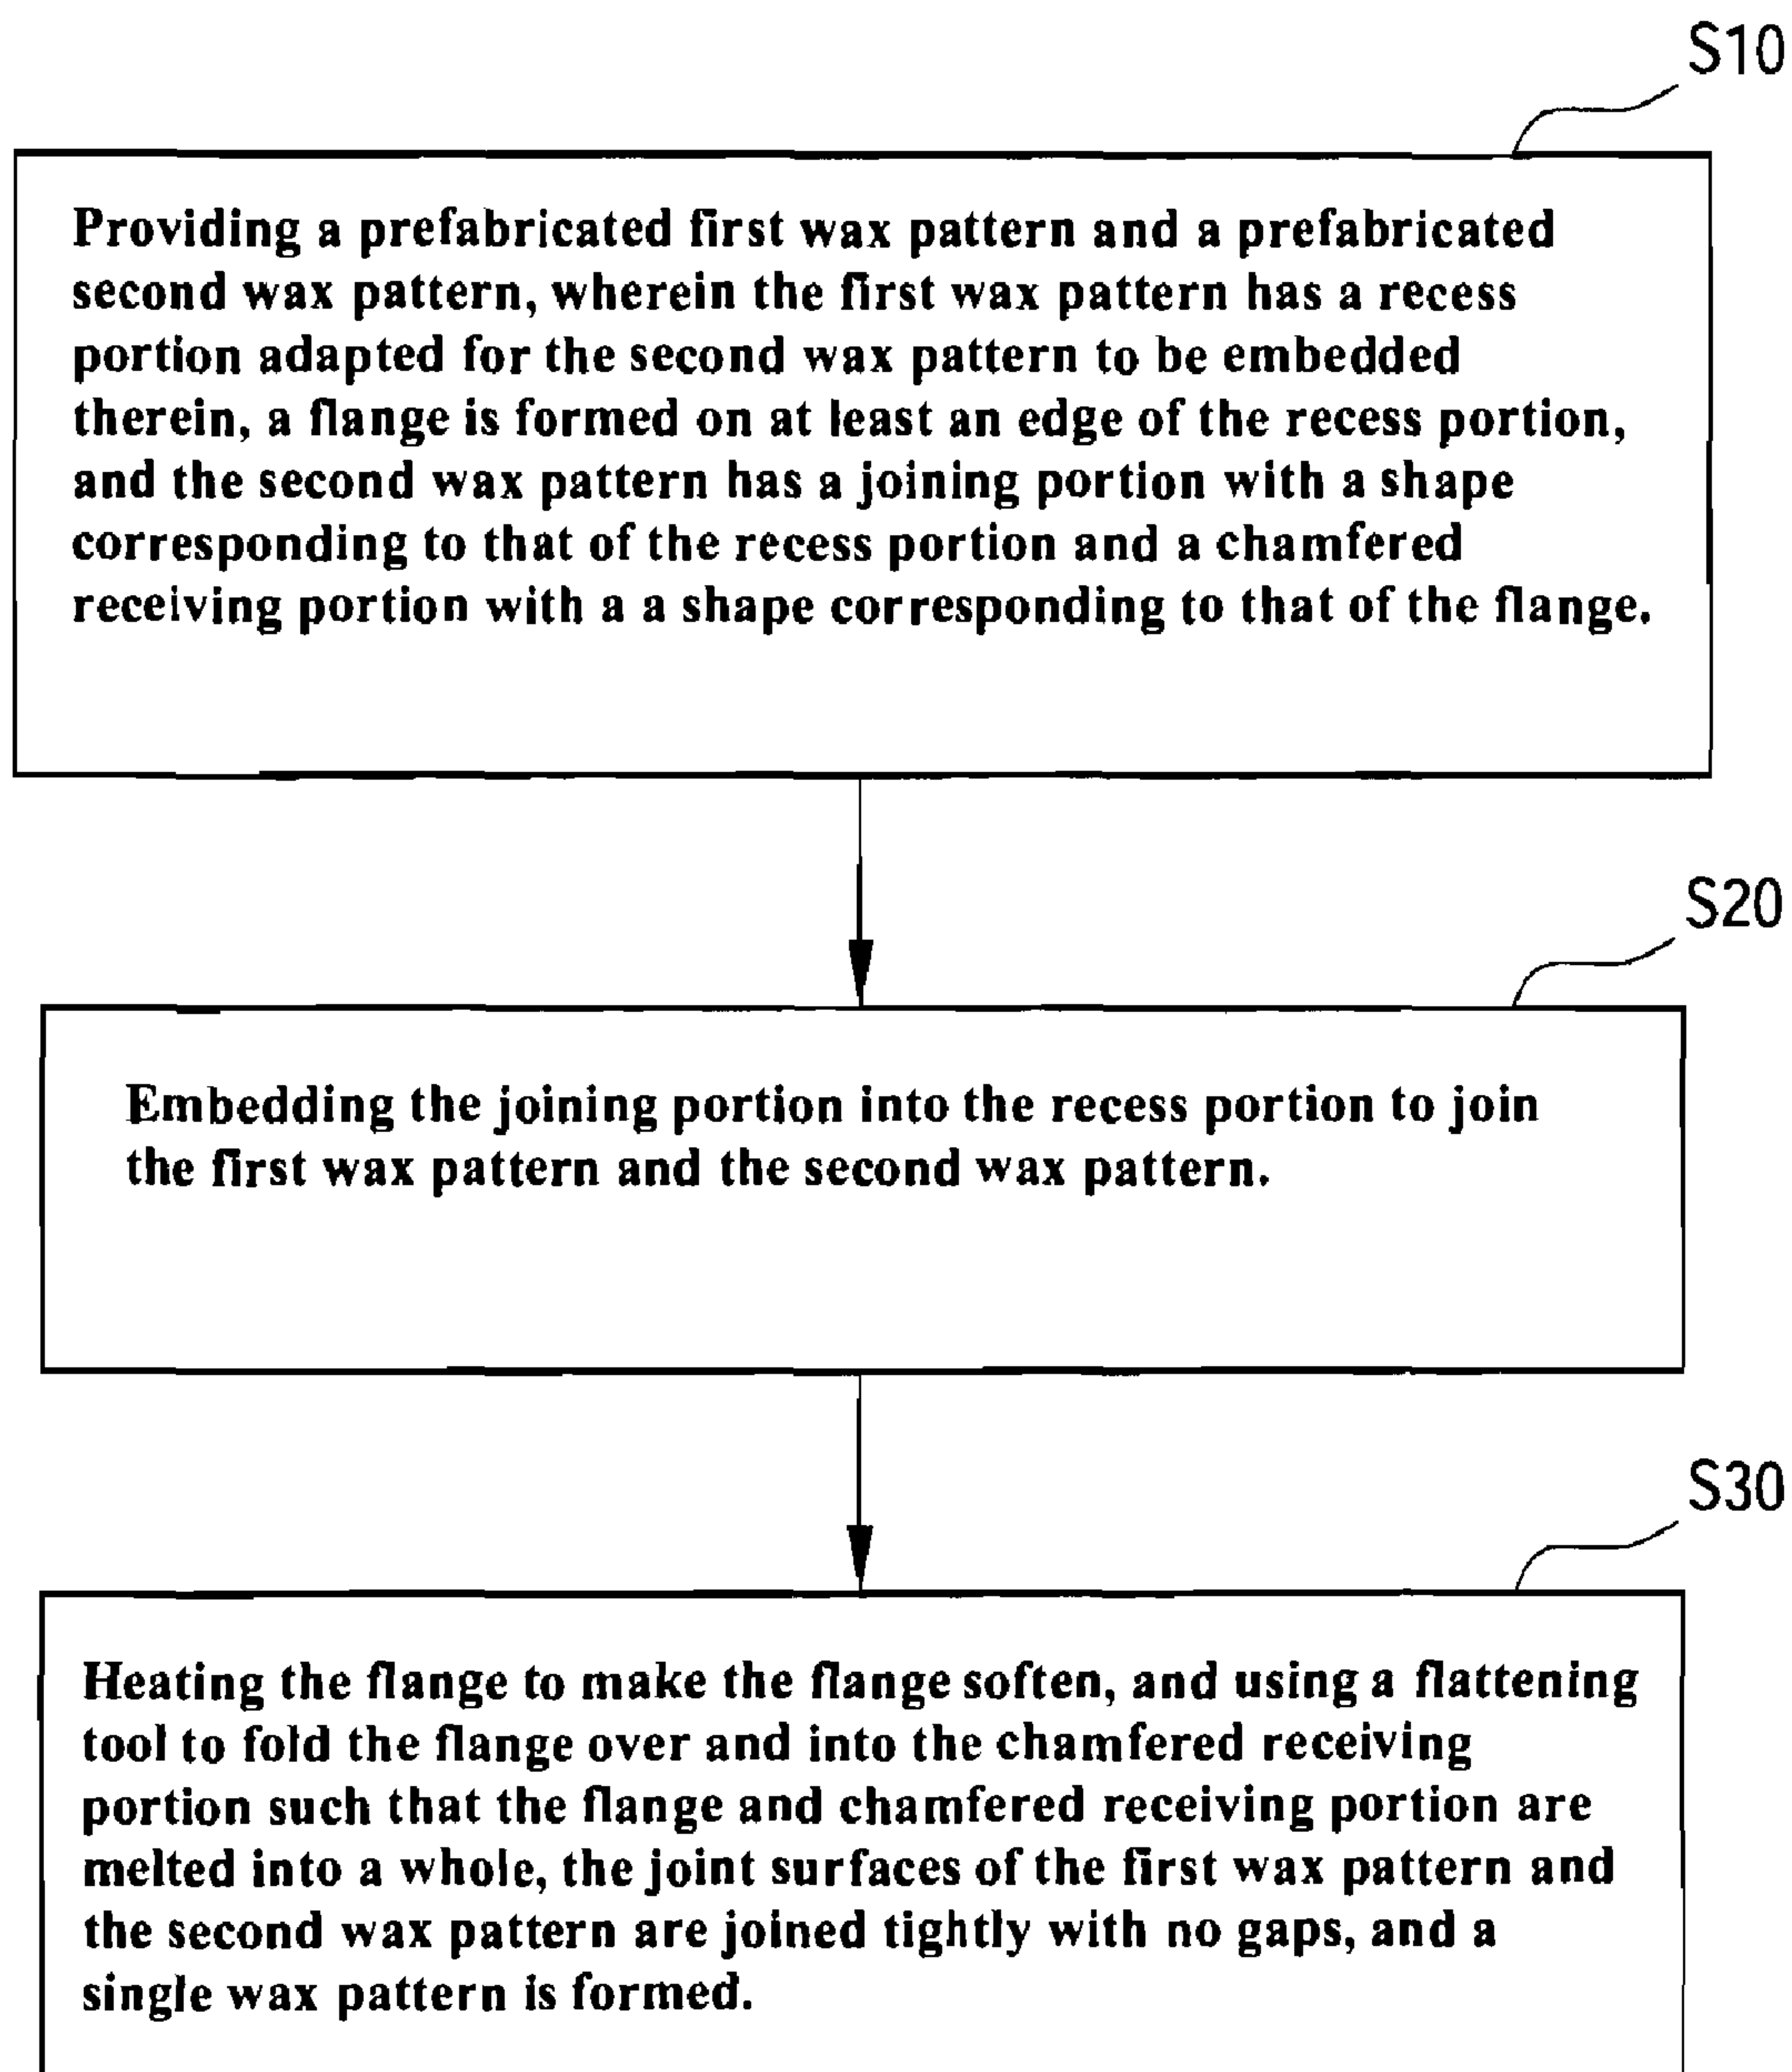 S10
Providing a prefabricated first wax pattern and a prefabricated
second wax pattern, wherein the first wax pattern has a recess
portion adapted for the second wax pattern to be embedded
therein, a flange is formed on at least an edge of the recess portion,
and the second wax pattern has a joining portion with a shape
corresponding to that of the recess portion and a chamfered
receiving portion with a a shape corresponding to that of the flange.
S20
Embedding the joining portion into the recess portion to join
the first wax pattern and the second wax pattern.
S30
Heating the flange to make the flange soften, and using a flattening
tool to fold the flange over and into the chamfered receiving
portion such that the flange and chamfered receiving portion are
melted into a whole, the joint surfaces of the first wax pattern and
the second wax pattern are joined tightly with no gaps, and a
single wax pattern is formed.